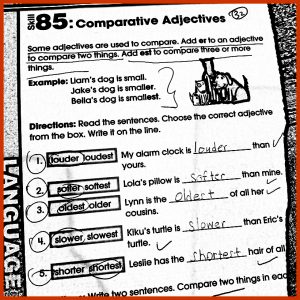 Skill 85: Comparative Adjectives 32
Some adjectives are used to compare. Add er to an adjective
to compare two things. Add est to compare three or more
things.
Example: Liam's dog is small.
Jake's dog is smaller.
Bella's dog is smallest.
Directions: Read the sentences. Choose the correct adjective
from the box. Write it on the line.
1. louder loudest My alarm clock is louder than
yours.
2. softer softest Lola's pillow is softer than mine.
3. oldest older Lynn is the oldest of all her
cousins.
4. slower, slowest Kiku's turtle is slower than Eric's
turtle.
5. shorter shortest Leslie has the shortest hair of all
Write two sentences. Compare two things in each
LANGUAGE